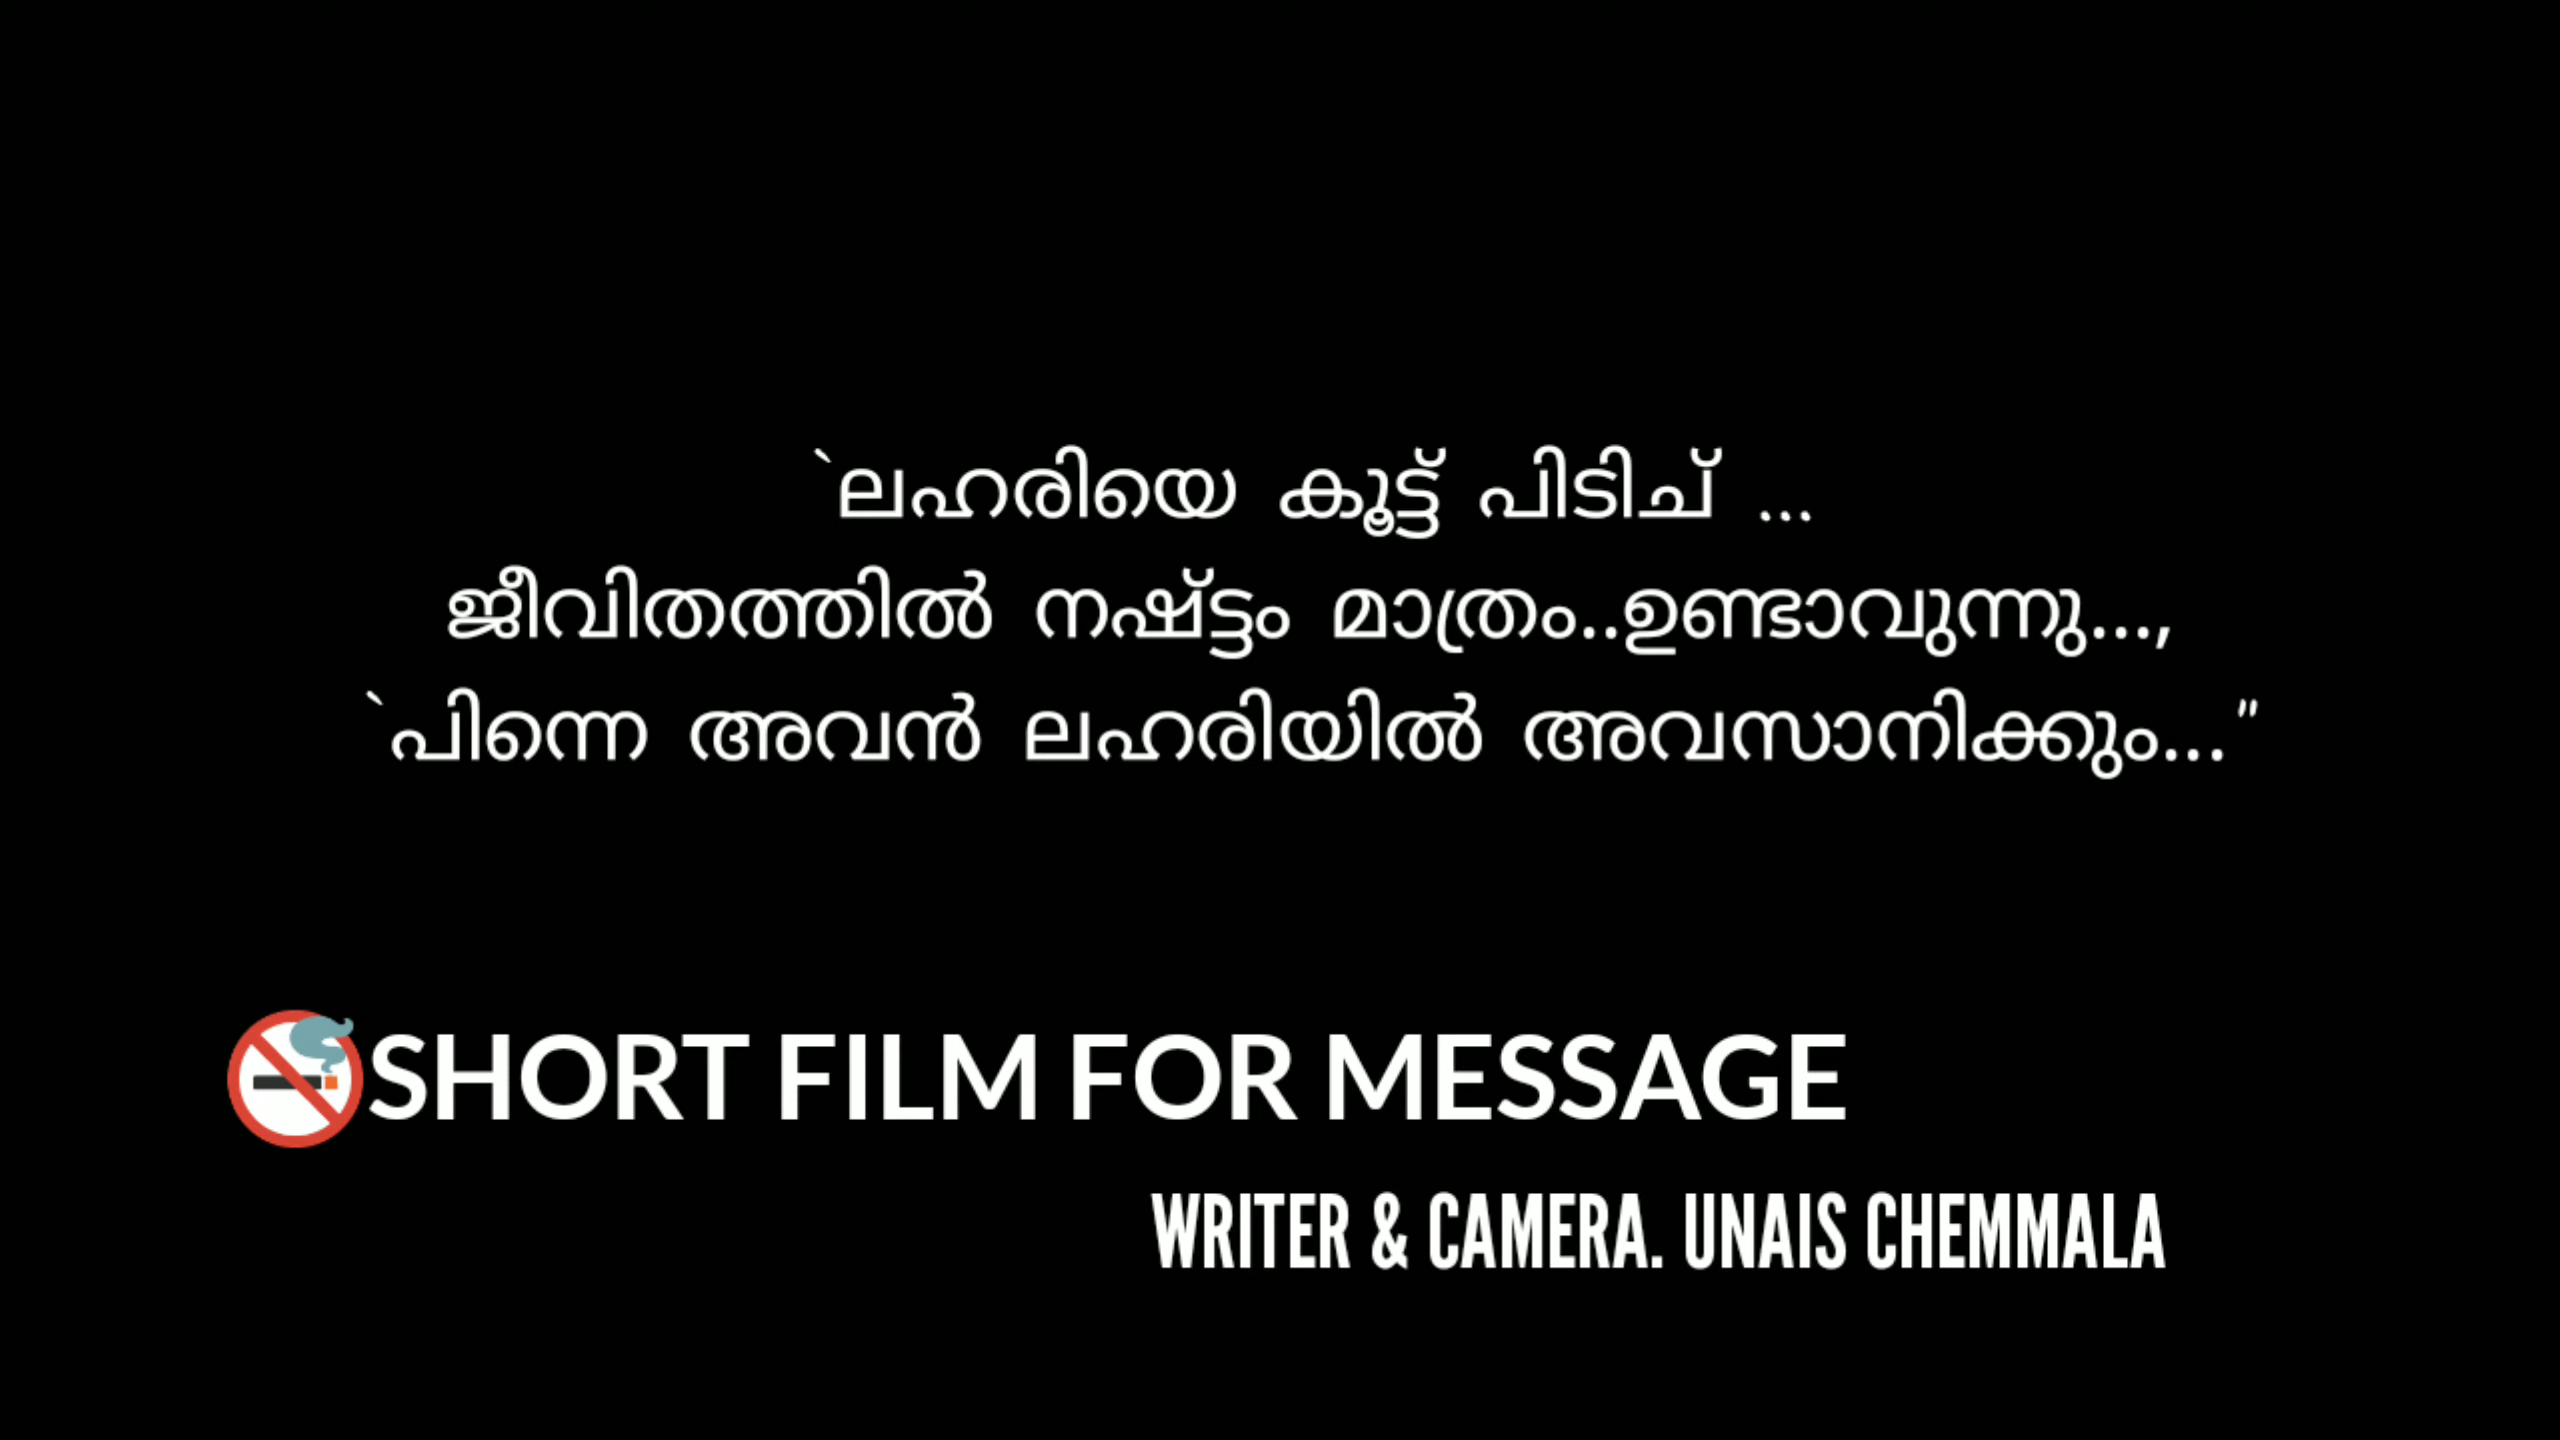 `ലഹരിയെ കൂട്ട് പിടിച് ...
ജീവിതത്തിൽ നഷ്ട്ടം മാത്രം..ഉണ്ടാവുന്നു...,
`പിന്നെ അവൻ ലഹരിയിൽ അവസാനിക്കും..."
🚭SHORT FILM FOR MESSAGE
WRITER & CAMERA. UNAIS CHEMMALA